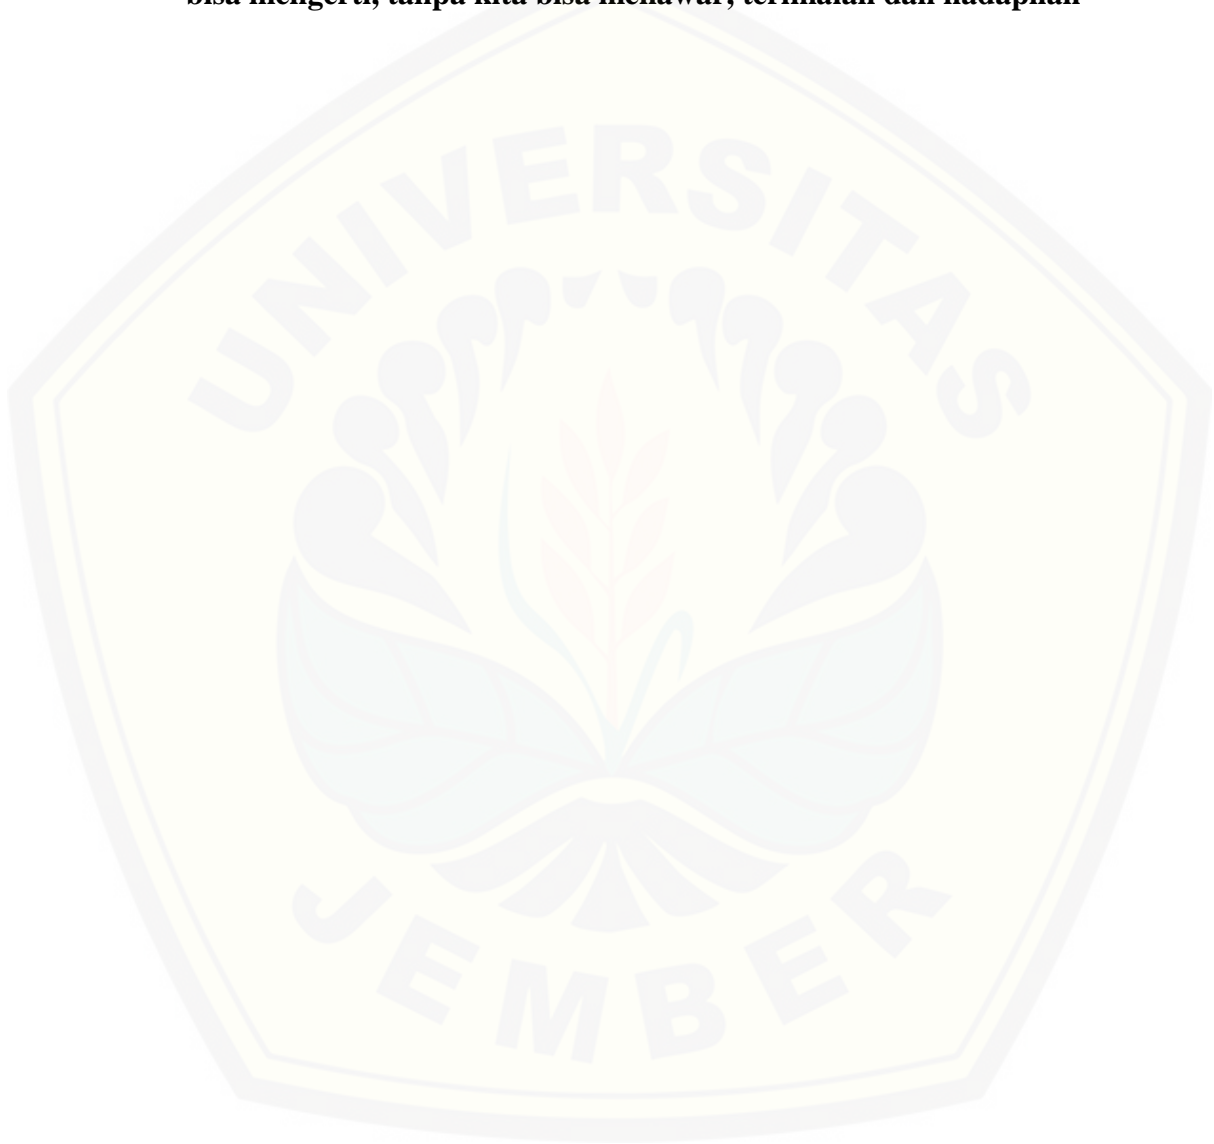 bisa mengerti, tanpa kita bisa menawar, terimalah dan hadapilah
UNIVERSITAS
JEMBER